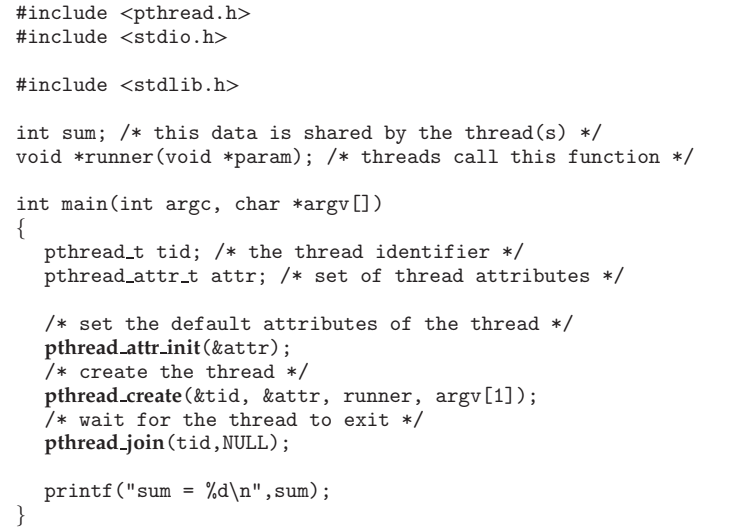 #include <pthread.h>
#include <stdio.h>
#include <stdlib.h>
int sum; /* this data is shared by the thread(s) */
void *runner(void *param); /* threads call this function */
int main(int argc, char *argv[])
{
pthread_t tid; /* the thread identifier */
pthread_attr_t attr; /* set of thread attributes */
/* set the default attributes of the thread */
pthread_attr_init(&attr);
/* create the thread */
pthread_create(&tid, &attr, runner, argv[1]);
/* wait for the thread to exit */
pthread_join(tid,NULL);
printf("sum = %d\n",sum);
}